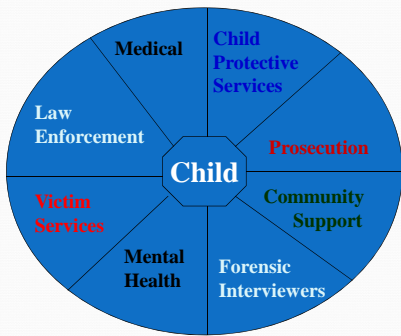 Medical
Child
Protective
Services
Law
Enforcement
Prosecution
Child
Victim
Services
Community
Support
Mental
Health
Forensic
Interviewers